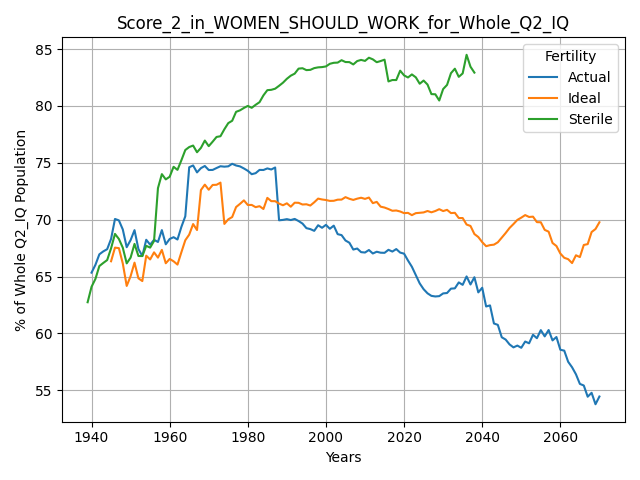 Score_2_in_WOMEN_SHOULD_WORK_for_Whole_Q2_IQ
% of Whole Q2_IQ Population
85
80
75
70
65
60
55
Fertility
Actual
Ideal
Sterile
1940 1960 1980 2000 2020 2040 2060
Years